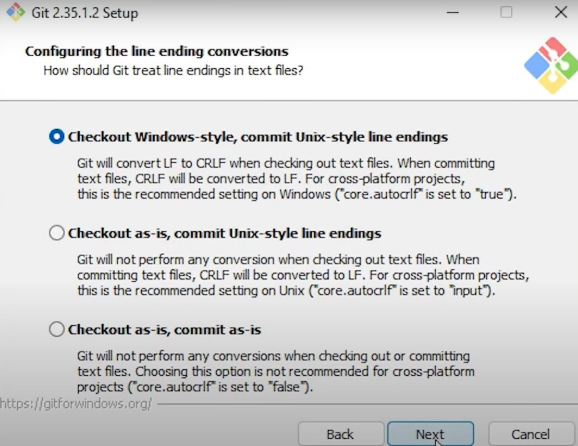 Git 2.35.1.2 Setup
Configuring the line ending conversions
How should Git treat line endings in text files?
Checkout Windows-style, commit Unix-style line endings
Git will convert LF to CRLF when checking out text files. When committing
text files, CRLF will be converted to LF. For cross-platform projects,
this is the recommended setting on Windows ("core.autocrlf" is set to "true").
Checkout as-is, commit Unix-style line endings
Git will not perform any conversion when checking out text files. When
committing text files, CRLF will be converted to LF. For cross-platform projects,
this is the recommended setting on Unix ("core.autocrlf" is set to "input").
Checkout as-is, commit as-is
Git will not perform any conversions when checking out or committing
text files. Choosing this option is not recommended for cross-platform
projects ("core.autocrlf" is set to "false").
https://gitforwindows.org/
Back Next Cancel